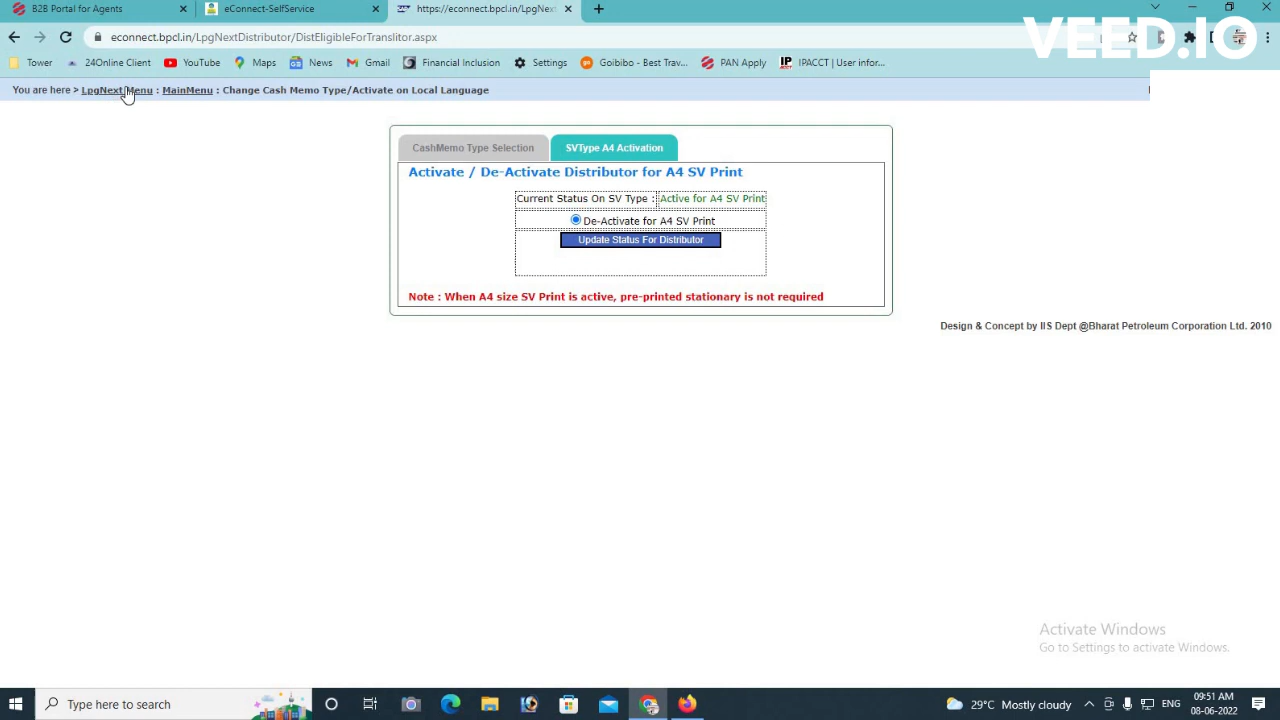 B2B Portal for Agents
eConnect-SelfService
https://econnect.bpcl.in/LpgNext
econnect.bpcl.in/LpgNextDistributor/DistEligibleForTranslitor.aspx
VEED.IO
Tower
24Online Client
YouTube
Maps
News
Gmail
Financial Inclusion
Settings
Goibibo - Best Trav...
PAN Apply
IPACCT | User infor...
You are here > LpgNext Menu : MainMenu : Change Cash Memo Type/Activate on Local Language
CashMemo Type Selection
SVType A4 Activation
Activate / De-Activate Distributor for A4 SV Print
Current Status On SV Type : Active for A4 SV Print
De-Activate for A4 SV Print
Update Status For Distributor
Note : When A4 size SV Print is active, pre-printed stationary is not required
Design & Concept by IIS Dept @Bharat Petroleum Corporation Ltd. 2010
Activate Windows
Go to Settings to activate Windows.
Type here to search
29°C Mostly cloudy
ENG
09:51 AM
08-06-2022